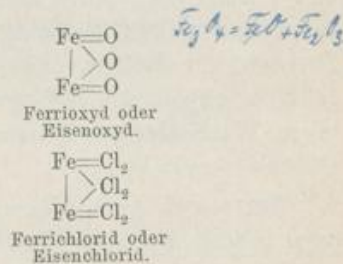 Fe=O
O
Fe=O
Fe₃O₄ = FeO + Fe₂O₃
Ferrioxyd oder
Eisenoxyd.
Fe=Cl₂
Cl₂
Fe=Cl₂
Ferrichlorid oder
Eisenchlorid.